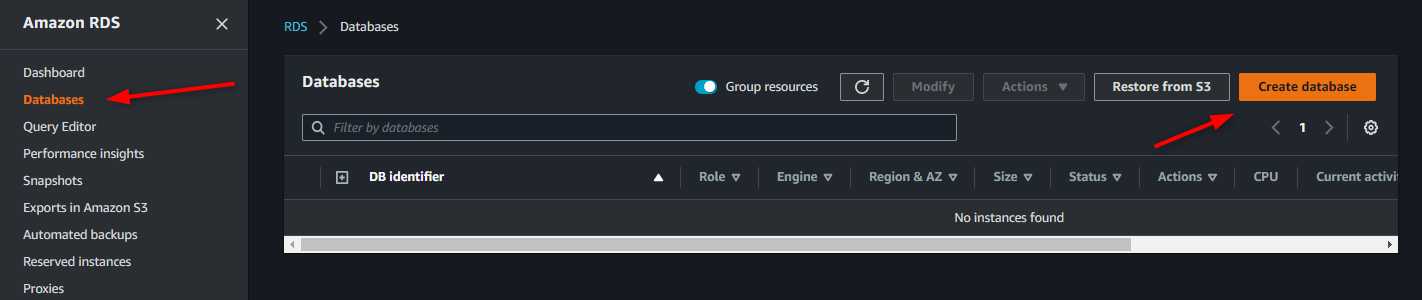 Amazon RDS
Dashboard
Databases
Query Editor
Performance insights
Snapshots
Exports in Amazon S3
Automated backups
Reserved instances
Proxies
RDS > Databases
Databases
Group resources
Modify
Actions
Restore from S3
Create database
Filter by databases
1
DB identifier Role Engine Region & AZ Size Status Actions CPU Current activi
No instances found